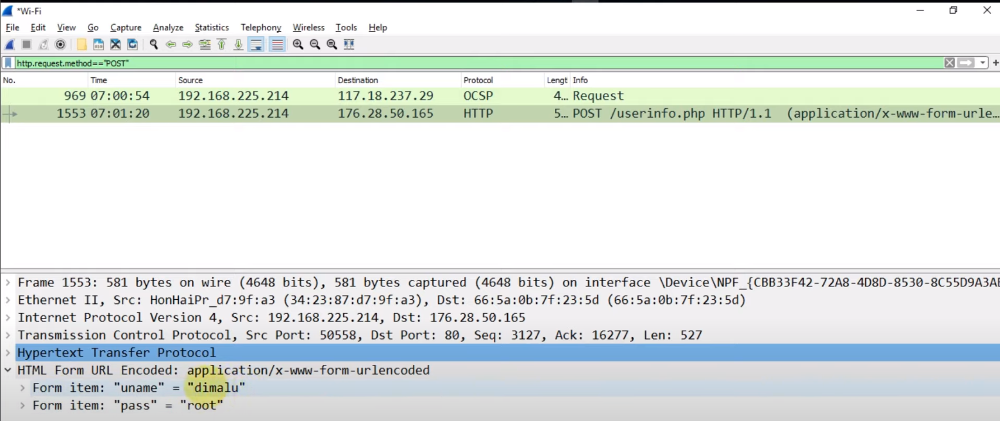 *Wi-Fi
File Edit View Go Capture Analyze Statistics Telephony Wireless Tools Help
http.request.method=="POST"
No. Time Source Destination Protocol Lengt Info
969 07:00:54 192.168.225.214 117.18.237.29 OCSP 4… Request
1553 07:01:20 192.168.225.214 176.28.50.165 HTTP 5… POST /userinfo.php HTTP/1.1 (application/x-www-form-urle…
Frame 1553: 581 bytes on wire (4648 bits), 581 bytes captured (4648 bits) on interface \Device\NPF_{CBB33F42-72A8-4D8D-8530-8C55D9A3AE
Ethernet II, Src: HonHaiPr_d7:9f:a3 (34:23:87:d7:9f:a3), Dst: 66:5a:0b:7f:23:5d (66:5a:0b:7f:23:5d)
Internet Protocol Version 4, Src: 192.168.225.214, Dst: 176.28.50.165
Transmission Control Protocol, Src Port: 50558, Dst Port: 80, Seq: 3127, Ack: 16277, Len: 527
Hypertext Transfer Protocol
HTML Form URL Encoded: application/x-www-form-urlencoded
Form item: "uname" = "dimalu"
Form item: "pass" = "root"